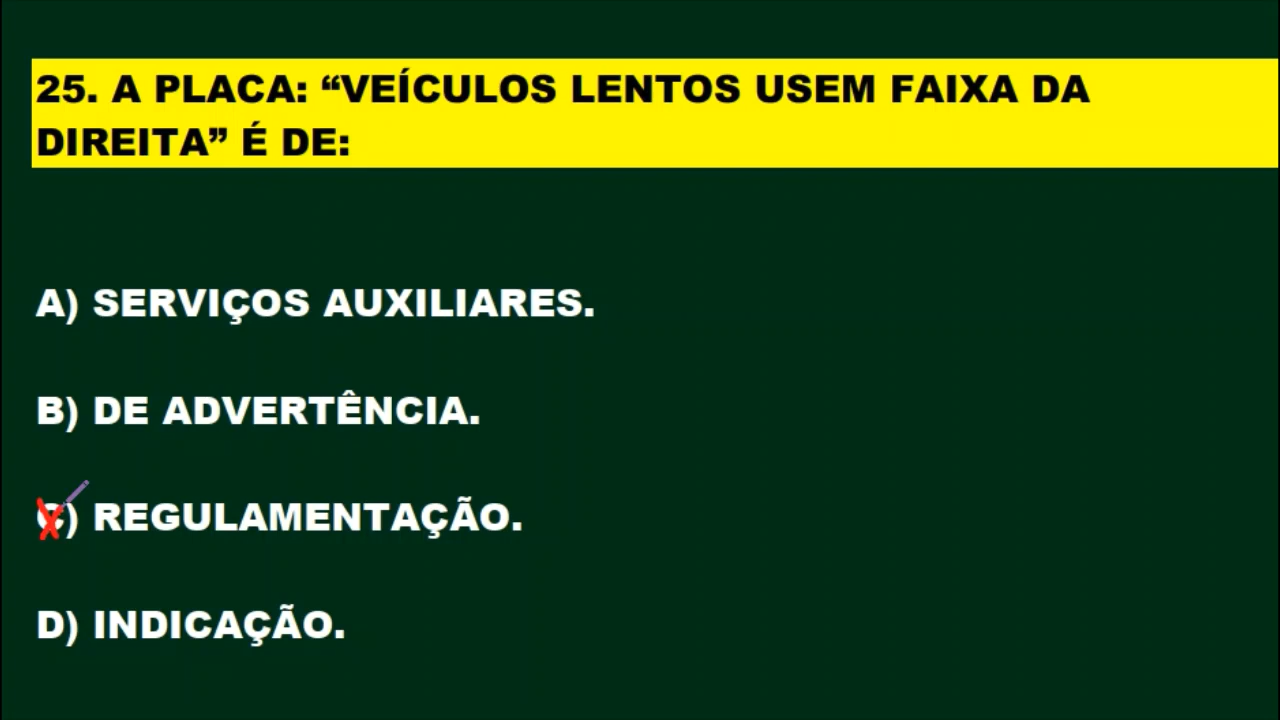 25. A PLACA: “VEÍCULOS LENTOS USEM FAIXA DA
DIREITA” É DE:
A) SERVIÇOS AUXILIARES.
B) DE ADVERTÊNCIA.
C) REGULAMENTAÇÃO.
D) INDICAÇÃO.